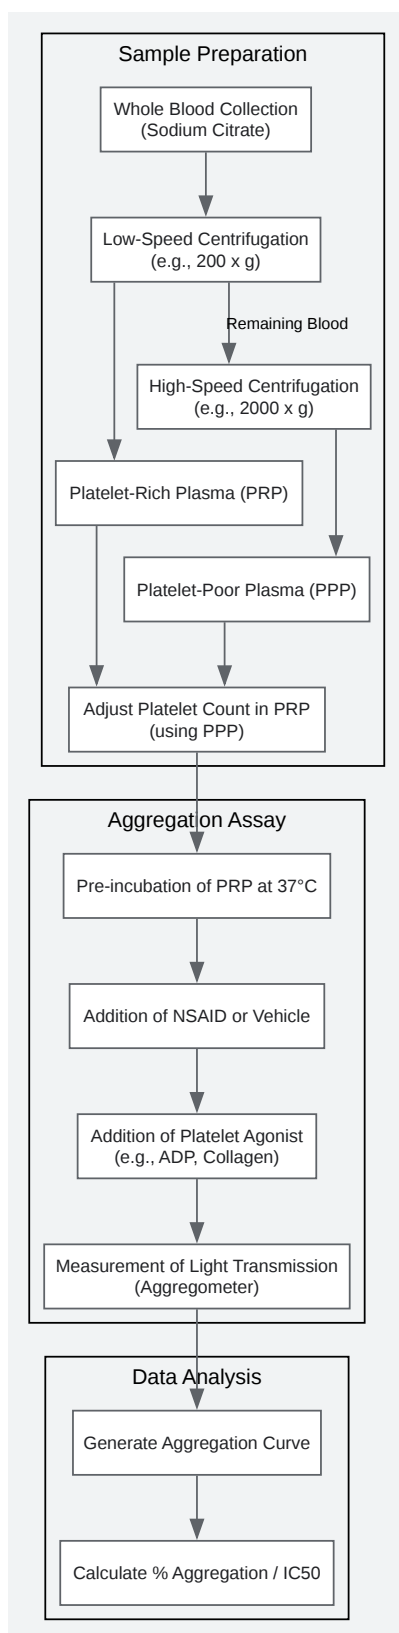 Sample Preparation
Whole Blood Collection
(Sodium Citrate)
Low-Speed Centrifugation
(e.g., 200 x g)
Remaining Blood
High-Speed Centrifugation
(e.g., 2000 x g)
Platelet-Rich Plasma (PRP)
Platelet-Poor Plasma (PPP)
Adjust Platelet Count in PRP
(using PPP)
Aggregation Assay
Pre-incubation of PRP at 37°C
Addition of NSAID or Vehicle
Addition of Platelet Agonist
(e.g., ADP, Collagen)
Measurement of Light Transmission
(Aggregometer)
Data Analysis
Generate Aggregation Curve
Calculate % Aggregation / IC50